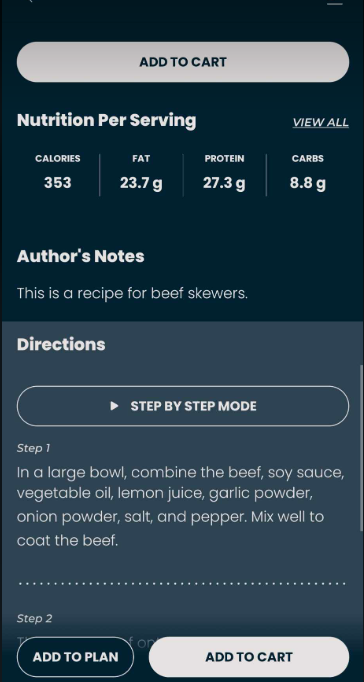 ADD TO CART
Nutrition Per Serving VIEW ALL
CALORIES FAT PROTEIN CARBS
353 23.7 g 27.3 g 8.8 g
Author's Notes
This is a recipe for beef skewers.
Directions
STEP BY STEP MODE
Step 1
In a large bowl, combine the beef, soy sauce,
vegetable oil, lemon juice, garlic powder,
onion powder, salt, and pepper. Mix well to
coat the beef.
Step 2
ADD TO PLAN ADD TO CART